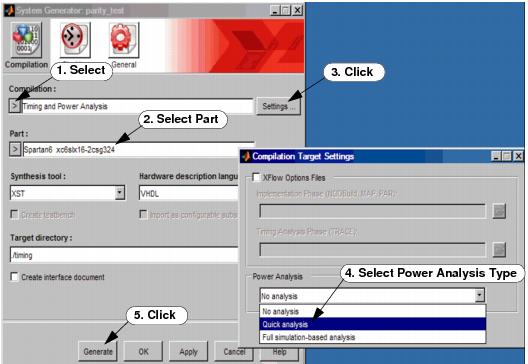 System Generator: parity_test
Compilation
General
1. Select
3. Click
Compilation :
> Timing and Power Analysis
Settings ...
2. Select Part
Part :
> Spartan6 xc6slx16-2csg324
Compilation Target Settings
Synthesis tool :
Hardware description langu
XFlow Options Files
XST
VHDL
Implementation Phase (NGDBuild, MAP, PAR):
Create testbench
Import as configurable subs
Timing Analysis Phase (TRACE):
Target directory :
./timing
Create interface document
Power Analysis
4. Select Power Analysis Type
No analysis
No analysis
Quick analysis
Full simulation-based analysis
5. Click
Generate
OK
Apply
Cancel
Help